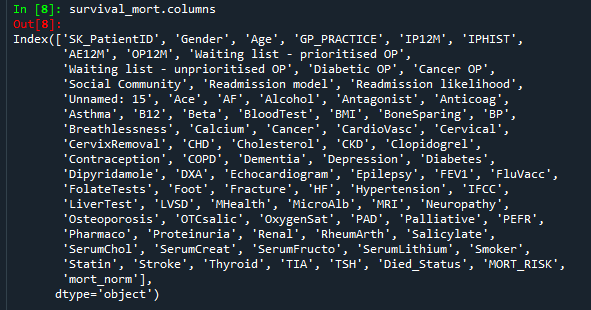 In [8]: survival_mort.columns
Out[8]:
Index(['SK_PatientID', 'Gender', 'Age', 'GP_PRACTICE', 'IP12M', 'IPHIST',
'AE12M', 'OP12M', 'Waiting list - prioritised OP',
'Waiting list - unprioritised OP', 'Diabetic OP', 'Cancer OP',
'Social Community', 'Readmission model', 'Readmission likelihood',
'Unnamed: 15', 'Ace', 'AF', 'Alcohol', 'Antagonist', 'Anticoag',
'Asthma', 'B12', 'Beta', 'BloodTest', 'BMI', 'BoneSparing', 'BP',
'Breathlessness', 'Calcium', 'Cancer', 'CardioVasc', 'Cervical',
'CervixRemoval', 'CHD', 'Cholesterol', 'CKD', 'Clopidogrel',
'Contraception', 'COPD', 'Dementia', 'Depression', 'Diabetes',
'Dipyridamole', 'DXA', 'Echocardiogram', 'Epilepsy', 'FEV1', 'FluVacc',
'FolateTests', 'Foot', 'Fracture', 'HF', 'Hypertension', 'IFCC',
'LiverTest', 'LVSD', 'MHealth', 'MicroAlb', 'MRI', 'Neuropathy',
'Osteoporosis', 'OTCsalic', 'OxygenSat', 'PAD', 'Palliative', 'PEFR',
'Pharmaco', 'Proteinuria', 'Renal', 'RheumArth', 'Salicylate',
'SerumChol', 'SerumCreat', 'SerumFructo', 'SerumLithium', 'Smoker',
'Statin', 'Stroke', 'Thyroid', 'TIA', 'TSH', 'Died_Status', 'MORT_RISK',
'mort_norm'],
dtype='object')